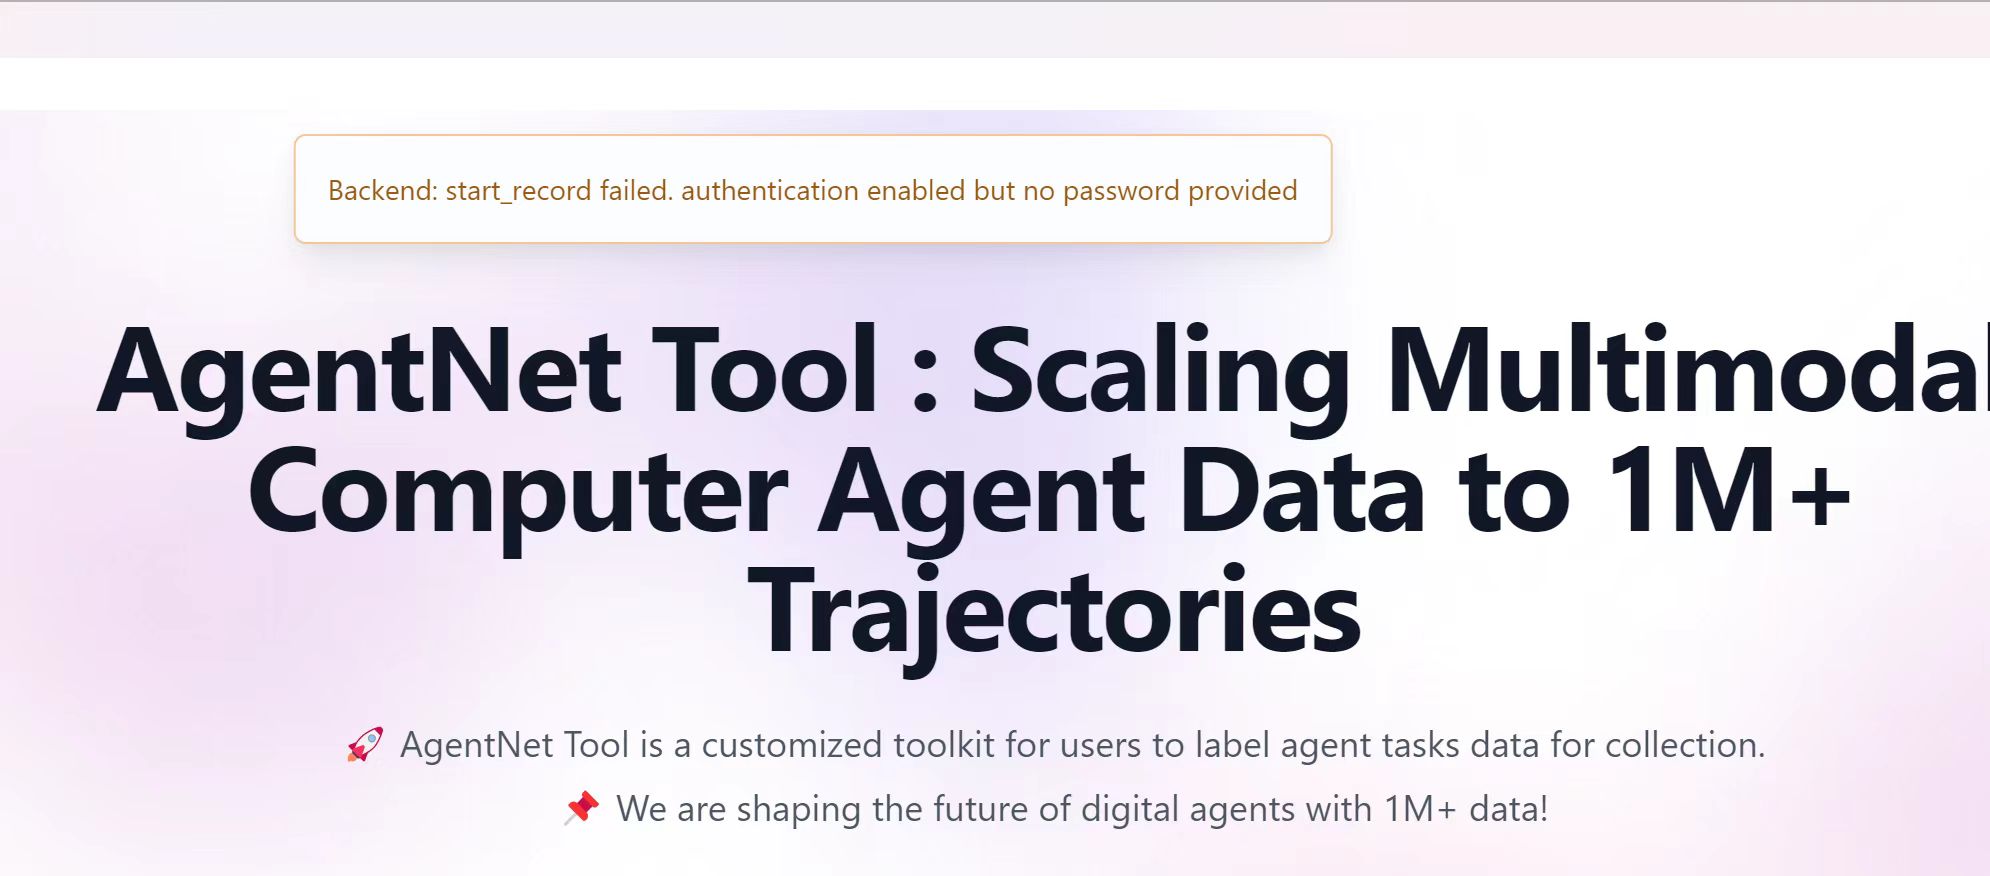 Backend: start_record failed. authentication enabled but no password provided
AgentNet Tool : Scaling Multimodal
Computer Agent Data to 1M+
Trajectories
🚀 AgentNet Tool is a customized toolkit for users to label agent tasks data for collection.
📌 We are shaping the future of digital agents with 1M+ data!